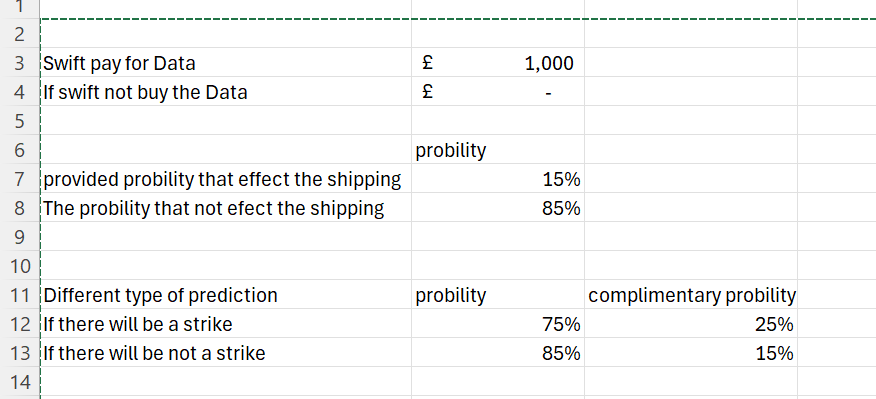 1
2
3 Swift pay for Data £ 1,000
4 If swift not buy the Data £ -
5
6 probility
7 provided probility that effect the shipping 15%
8 The probility that not efect the shipping 85%
9
10
11 Different type of prediction probility complimentary probility
12 If there will be a strike 75% 25%
13 If there will be not a strike 85% 15%
14